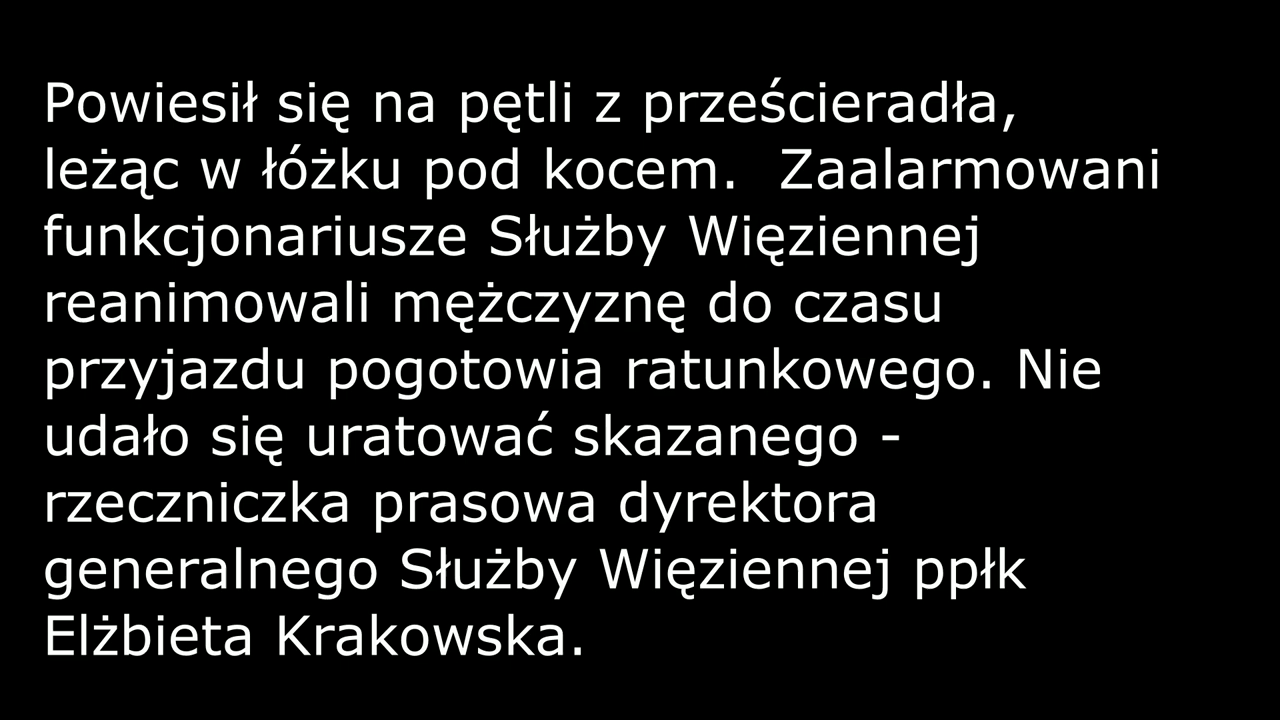 Powiesił się na pętli z prześcieradła,
leżąc w łóżku pod kocem.  Zaalarmowani
funkcjonariusze Służby Więziennej
reanimowali mężczyznę do czasu
przyjazdu pogotowia ratunkowego. Nie
udało się uratować skazanego -
rzeczniczka prasowa dyrektora
generalnego Służby Więziennej ppłk
Elżbieta Krakowska.